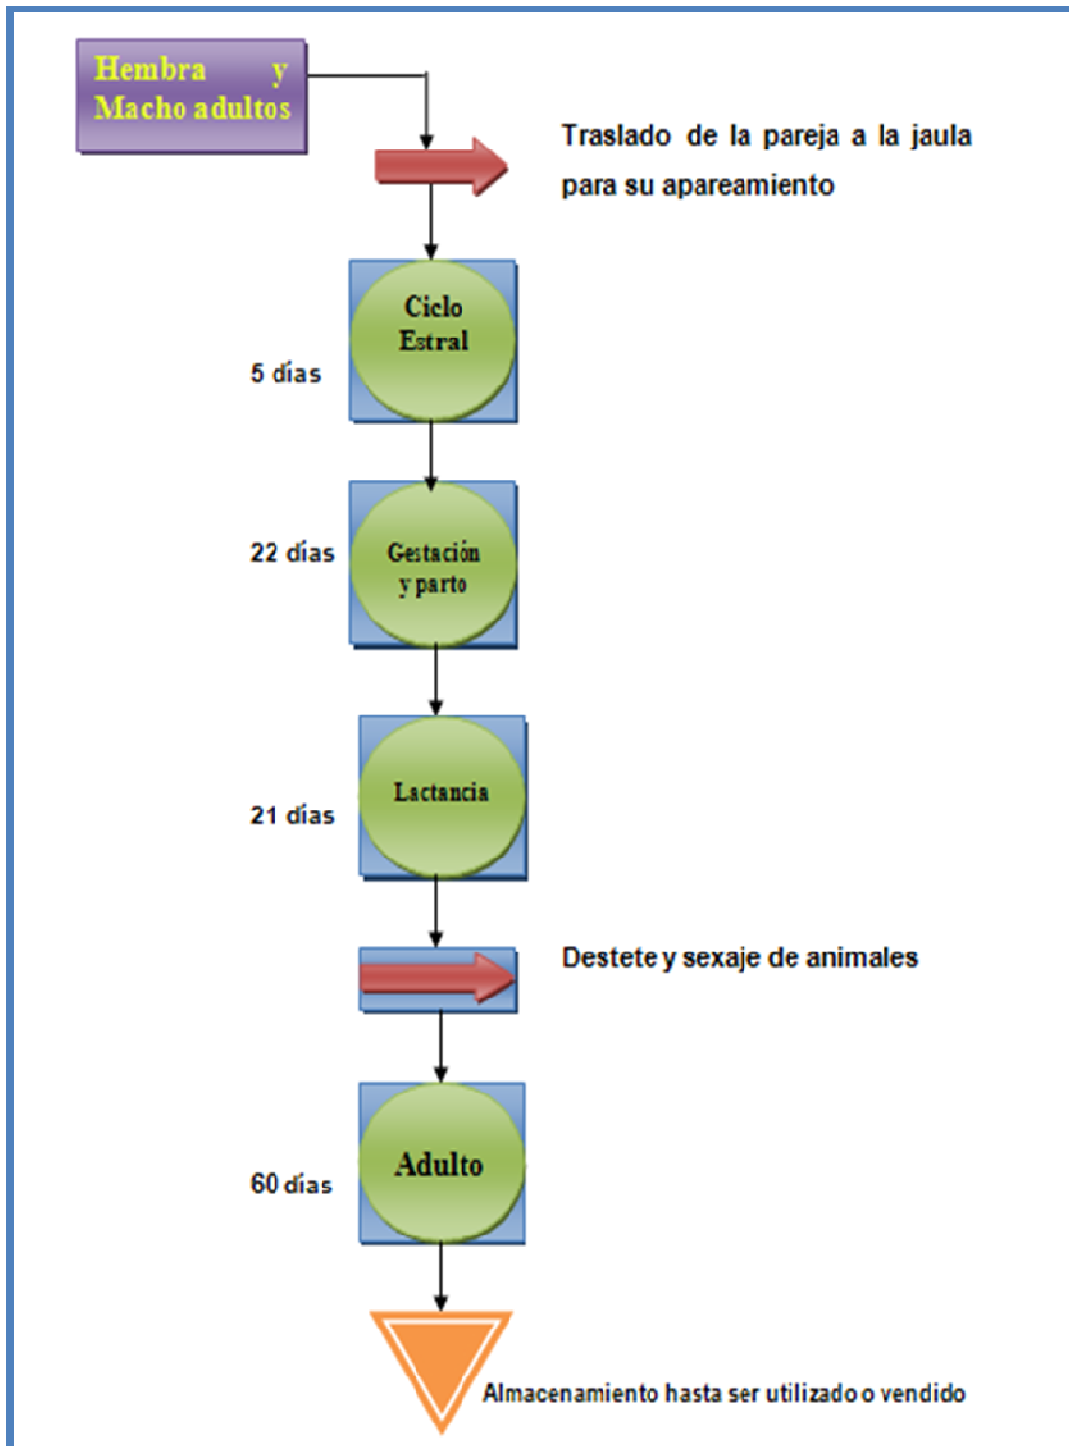 Hembra y
Macho adultos
Traslado de la pareja a la jaula
para su apareamiento
Ciclo
Estral
5 días
22 días
Gestación
y parto
Lactancia
21 días
Destete y sexaje de animales
Adulto
60 días
Almacenamiento hasta ser utilizado o vendido